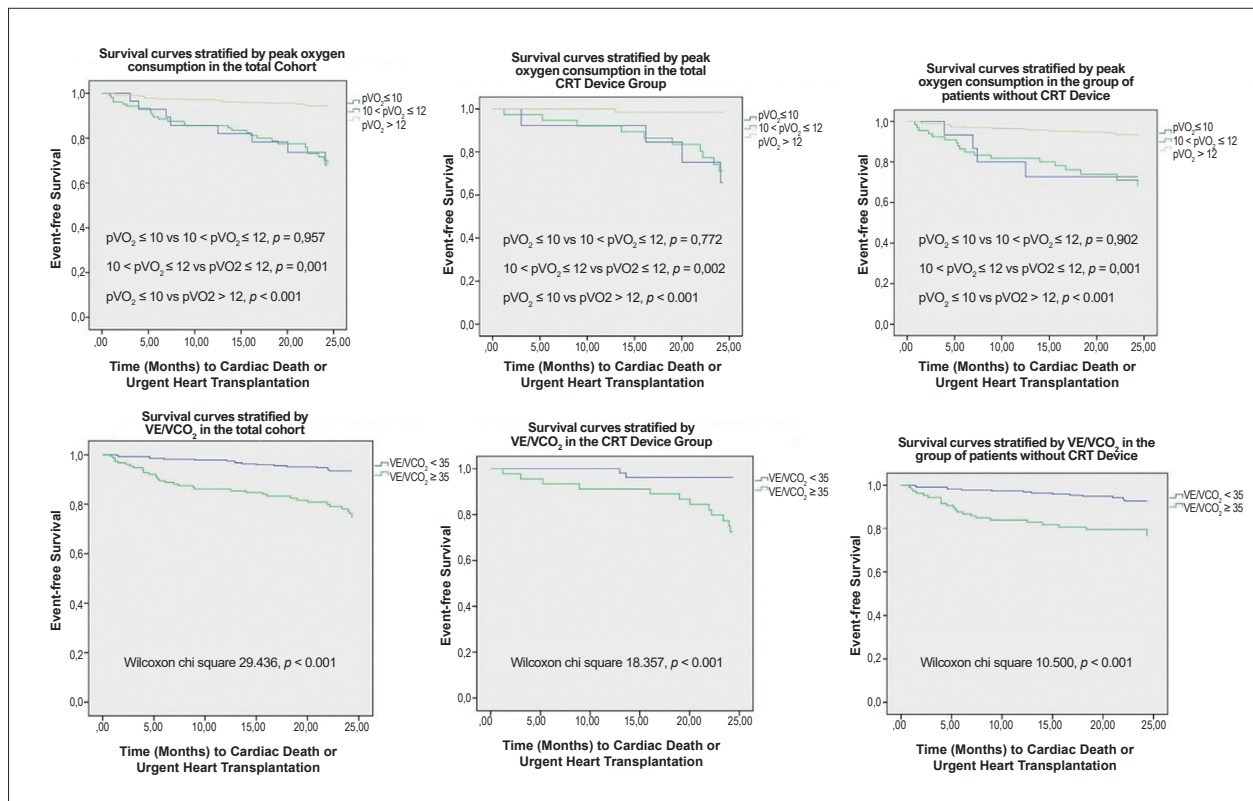 Survival curves stratified by peak oxygen
consumption in the total Cohort
Event-free Survival
1,0
0,8
0,6
0,4
0,2
0,0
,00
5,00
10,00
15,00
20,00
25,00
pVO₂≤ 10
10 < pVO₂ ≤ 12
pVO₂ > 12
pVO₂ ≤ 10 vs 10 < pVO₂ ≤ 12, p = 0,957
10 < pVO₂ ≤ 12 vs pVO2 ≤ 12, p = 0,001
pVO₂ ≤ 10 vs pVO2 > 12, p < 0.001
Time (Months) to Cardiac Death or
Urgent Heart Transplantation
Survival curves stratified by peak
oxygen consumption in the total
CRT Device Group
Event-free Survival
1,0
0,8
0,6
0,4
0,2
0,0
,00
5,00
10,00
15,00
20,00
25,00
pVO₂≤ 10
10 < pVO₂ ≤ 12
pVO₂ > 12
pVO₂ ≤ 10 vs 10 < pVO₂ ≤ 12, p = 0,772
10 < pVO₂ ≤ 12 vs pVO2 ≤ 12, p = 0,002
pVO₂ ≤ 10 vs pVO2 > 12, p < 0.001
Time (Months) to Cardiac Death or
Urgent Heart Transplantation
Survival curves stratified by peak
oxygen consumption in the group of
patients without CRT Device
Event-free Survival
1,0
0,8
0,6
0,4
0,2
0,0
,00
5,00
10,00
15,00
20,00
25,00
pVO₂≤ 10
10 < pVO₂ ≤ 12
pVO₂ > 12
pVO₂ ≤ 10 vs 10 < pVO₂ ≤ 12, p = 0,902
10 < pVO₂ ≤ 12 vs pVO2 ≤ 12, p = 0,001
pVO₂ ≤ 10 vs pVO2 > 12, p < 0.001
Time (Months) to Cardiac Death or
Urgent Heart Transplantation
Survival curves stratified by
VE/VCO₂ in the total cohort
Event-free Survival
1,0
0,8
0,4
0,4
0,2
0,0
,00
5,00
10,00
15,00
20,00
25,00
VE/VCO₂ < 35
VE/VCO₂ ≥ 35
Wilcoxon chi square 29.436, p < 0.001
Time (Months) to Cardiac Death or
Urgent Heart Transplantation
Survival curves stratified by
VE/VCO₂ in the CRT Device Group
Event-free Survival
1,0
0,8
0,6
0,4
0,2
0,0
,00
5,00
10,00
15,00
20,00
25,00
VE/VCO₂ < 35
VE/VCO₂ ≥ 35
Wilcoxon chi square 18.357, p < 0.001
Time (Months) to Cardiac Death or
Urgent Heart Transplantation
Survival curves stratified by VE/VCO₂ in the
group of patients without CRT Device
Event-free Survival
1,0
0,8
0,6
0,4
0,2
0,0
,00
5,00
10,00
15,00
20,00
25,00
VE/VCO₂ < 35
VE/VCO₂ ≥ 35
Wilcoxon chi square 10.500, p < 0.001
Time (Months) to Cardiac Death or
Urgent Heart Transplantation